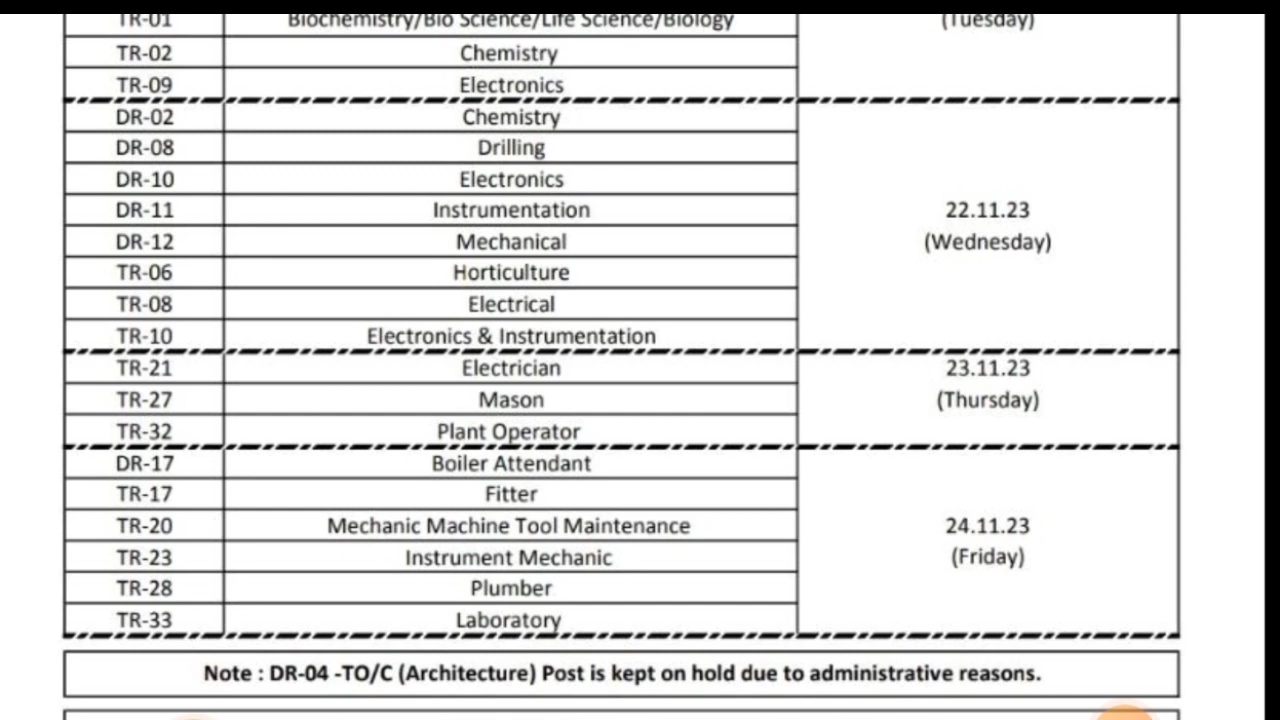 TR-01 Biochemistry/Bio Science/Life Science/Biology (Tuesday)
TR-02 Chemistry
TR-09 Electronics
DR-02 Chemistry
DR-08 Drilling
DR-10 Electronics
DR-11 Instrumentation 22.11.23
DR-12 Mechanical (Wednesday)
TR-06 Horticulture
TR-08 Electrical
TR-10 Electronics & Instrumentation
TR-21 Electrician 23.11.23
TR-27 Mason (Thursday)
TR-32 Plant Operator
DR-17 Boiler Attendant
TR-17 Fitter
TR-20 Mechanic Machine Tool Maintenance 24.11.23
TR-23 Instrument Mechanic (Friday)
TR-28 Plumber
TR-33 Laboratory
Note : DR-04 -TO/C (Architecture) Post is kept on hold due to administrative reasons.